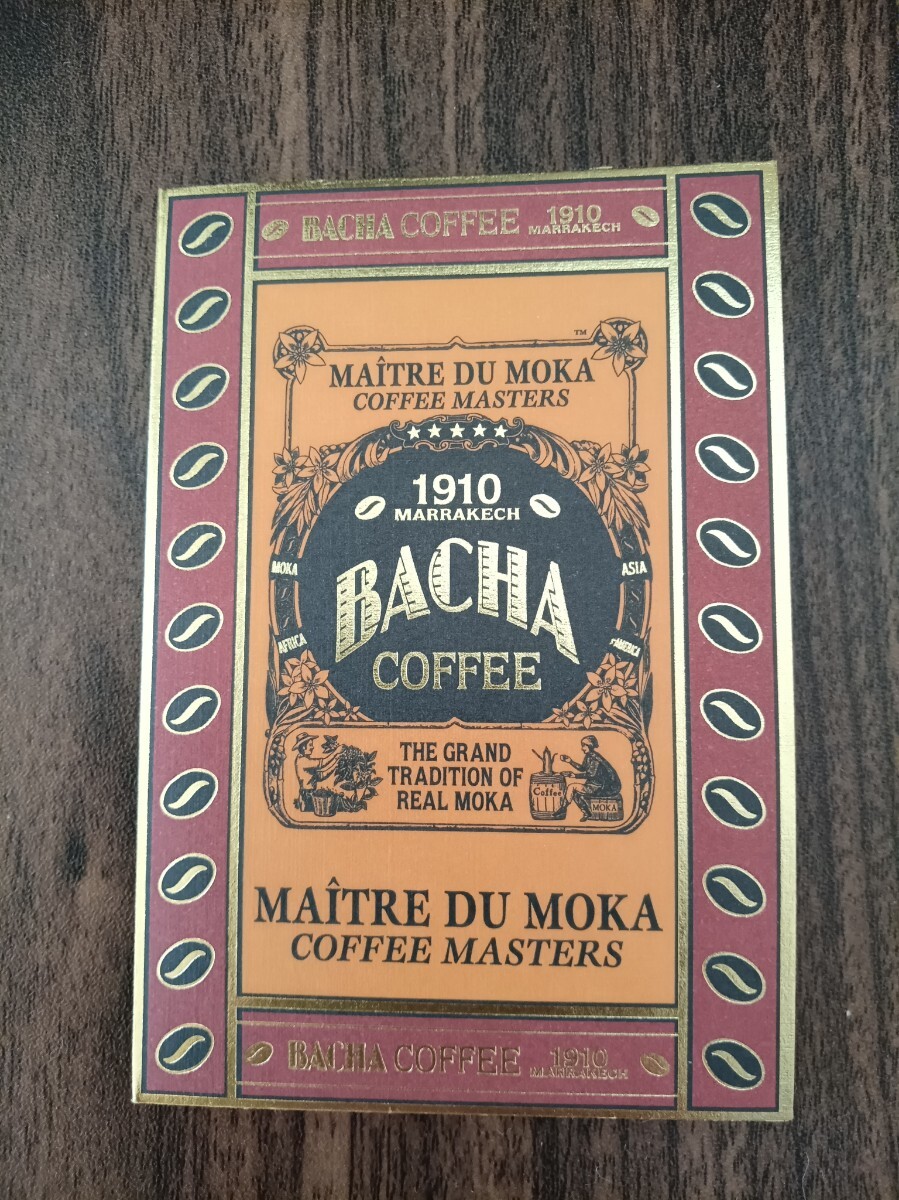 BACHA COFFEE 1910
MARRAKECH
TM
MAÎTRE DU MOKA
COFFEE MASTERS
1910
MARRAKECH
MOKA
ASIA
BACHA
AFRICA
COFFEE
THE GRAND
TRADITION OF
REAL MOKA
Coffee
MOKA
MAÎTRE DU MOKA
COFFEE MASTERS
BACHA COFFEE 1910
MARRAKECH